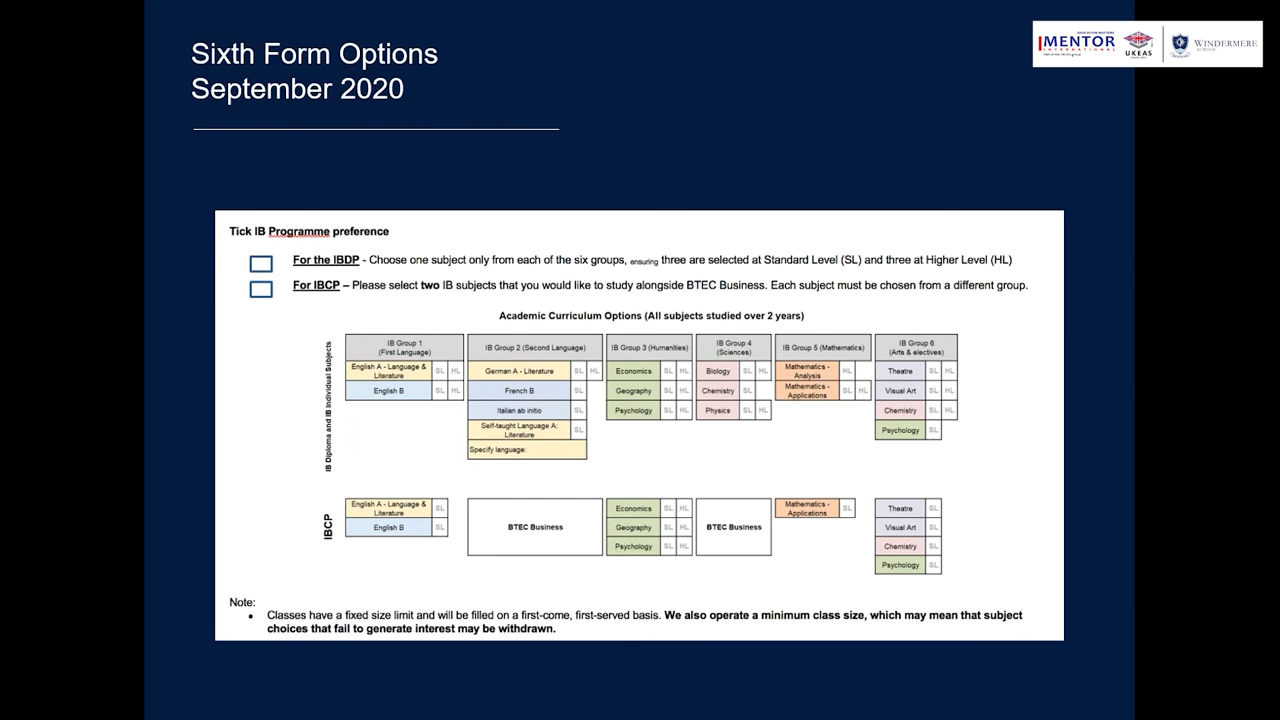 Sixth Form Options
September 2020
EDUCATION MATTERS
MENTOR
INTERNATIONAL
UKEAS
WINDERMERE
SCHOOL
Tick IB Programme preference
For the IBDP - Choose one subject only from each of the six groups, ensuring three are selected at Standard Level (SL) and three at Higher Level (HL)
For IBCP – Please select two IB subjects that you would like to study alongside BTEC Business. Each subject must be chosen from a different group.
Academic Curriculum Options (All subjects studied over 2 years)
IB Diploma and IB Individual Subjects
IB Group 1
(First Language)
English A - Language &
Literature SL HL
English B SL HL
IB Group 2 (Second Language)
German A - Literature SL HL
French B SL
Italian ab initio SL
Self-taught Language A:
Literature SL
Specify language:
IB Group 3 (Humanities)
Economics SL HL
Geography SL HL
Psychology SL HL
IB Group 4
(Sciences)
Biology SL HL
Chemistry SL
Physics SL HL
IB Group 5 (Mathematics)
Mathematics -
Analysis HL
Mathematics -
Applications SL HL
IB Group 6
(Arts & electives)
Theatre SL HL
Visual Art SL HL
Chemistry SL HL
Psychology SL
IBCP
English A - Language &
Literature SL
English B SL
BTEC Business
Economics SL HL
Geography SL HL
Psychology SL HL
BTEC Business
Mathematics -
Applications SL
Theatre SL
Visual Art SL
Chemistry SL
Psychology SL
Note:
• Classes have a fixed size limit and will be filled on a first-come, first-served basis. We also operate a minimum class size, which may mean that subject
choices that fail to generate interest may be withdrawn.